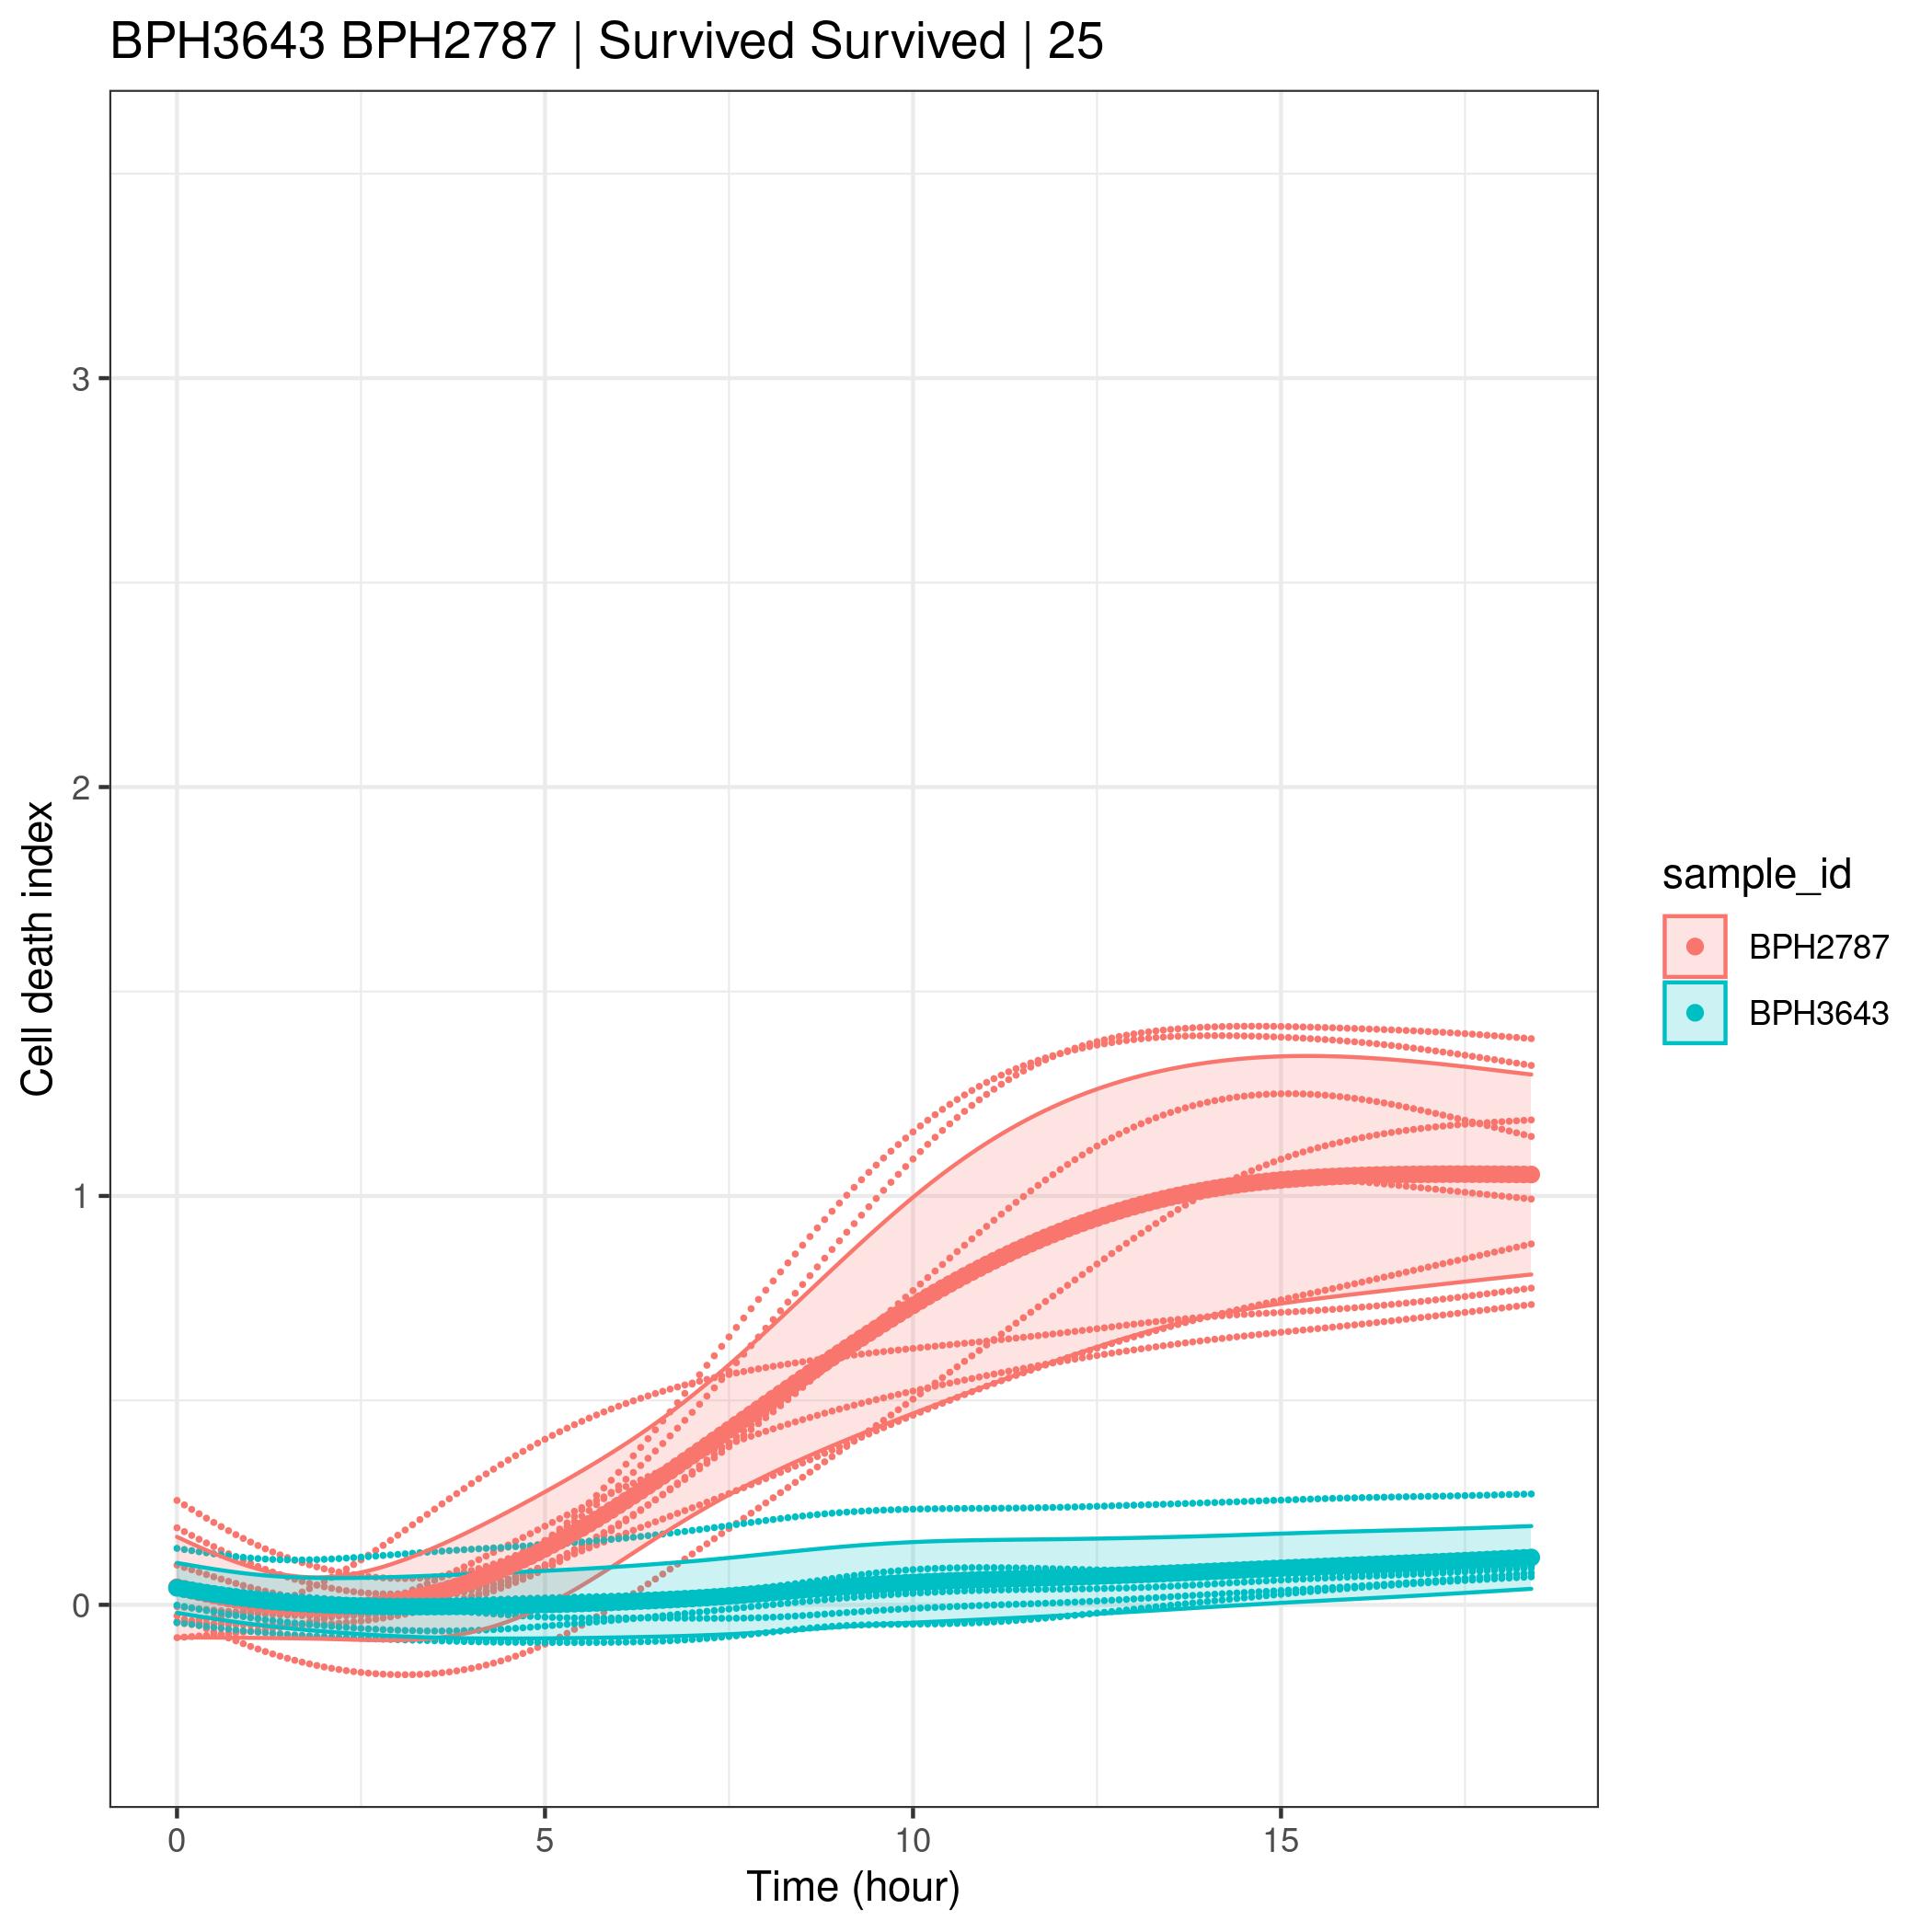 BPH3643 BPH2787 | Survived Survived | 25
3
2
1
0
Cell death index
0 5 10 15
Time (hour)
sample_id
BPH2787
BPH3643